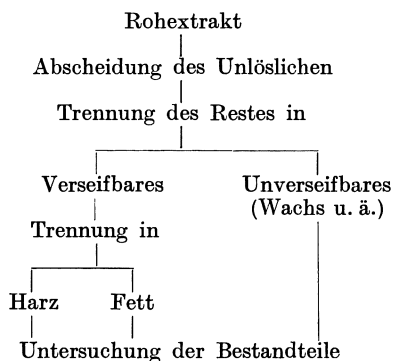 Rohextrakt
Abscheidung des Unlöslichen
Trennung des Restes in
Verseifbares Unverseifbares
(Wachs u. ä.)
Trennung in
Harz Fett
Untersuchung der Bestandteile